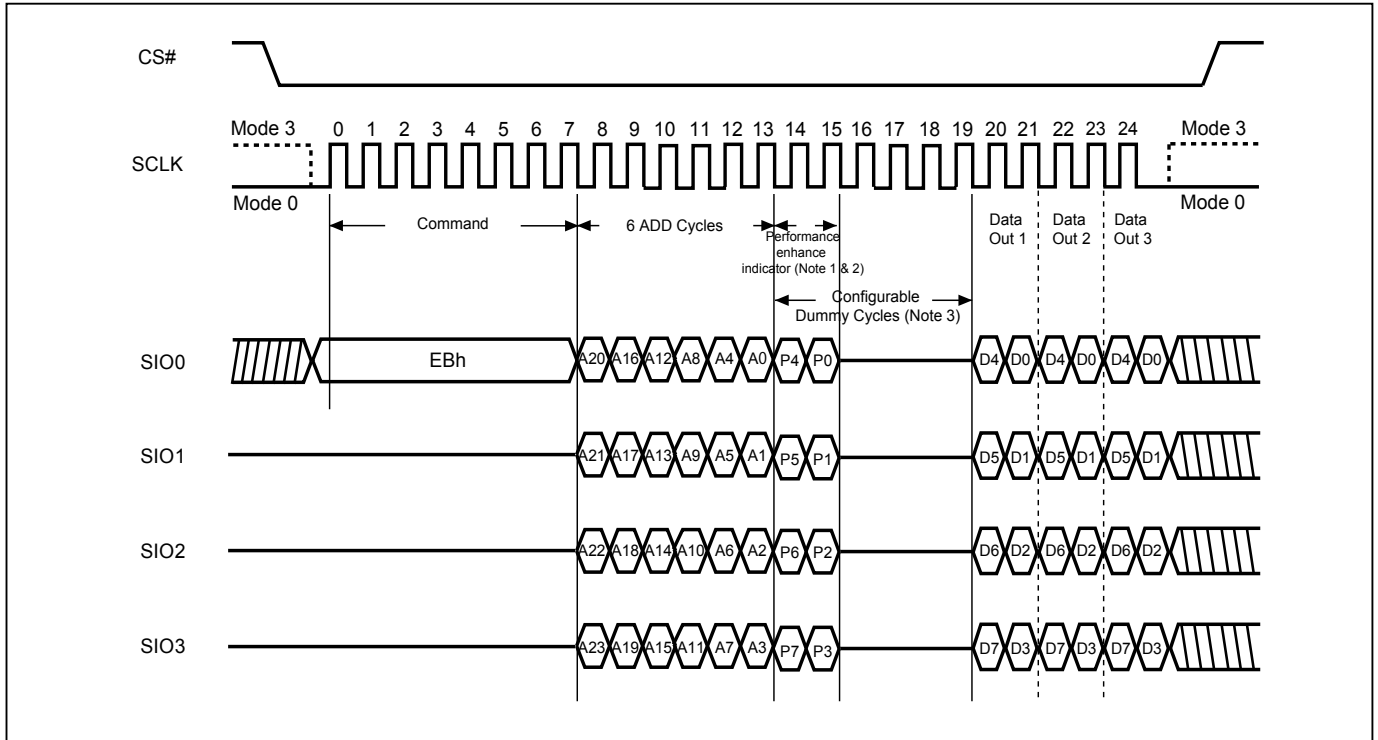 CS#
Mode 3 0 1 2 3 4 5 6 7 8 9 10 11 12 13 14 15 16 17 18 19 20 21 22 23 24 Mode 3
SCLK
Mode 0 Mode 0
Command 6 ADD Cycles Data Data Data
Out 1 Out 2 Out 3
Performance
enhance
indicator (Note 1 & 2)
Configurable
Dummy Cycles (Note 3)
SIO0 EBh A20 A16 A12 A8 A4 A0 P4 P0 D4 D0 D4 D0 D4 D0
SIO1 A21 A17 A13 A9 A5 A1 P5 P1 D5 D1 D5 D1 D5 D1
SIO2 A22 A18 A14 A10 A6 A2 P6 P2 D6 D2 D6 D2 D6 D2
SIO3 A23 A19 A15 A11 A7 A3 P7 P3 D7 D3 D7 D3 D7 D3